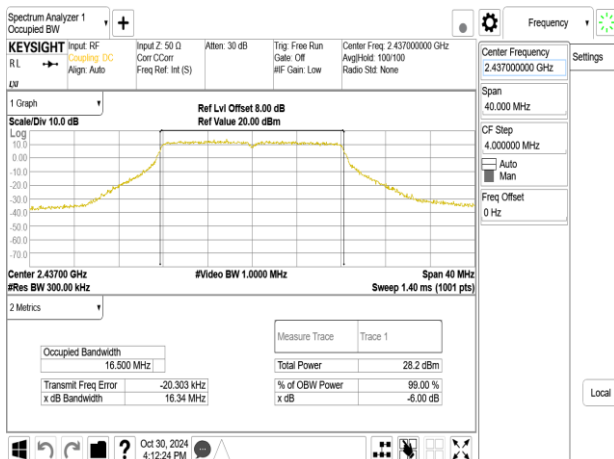 Spectrum Analyzer 1
Occupied BW
+
Frequency
KEYSIGHT
RL
LXI
Input: RF
Coupling: DC
Align: Auto
Input Z: 50 Ω
Corr CCorr
Freq Ref: Int (S)
Atten: 30 dB
Trig: Free Run
Gate: Off
#IF Gain: Low
Center Freq: 2.437000000 GHz
Avg|Hold: 100/100
Radio Std: None
Center Frequency
2.437000000 GHz
Settings
Span
40.000 MHz
CF Step
4.000000 MHz
Auto
Man
Freq Offset
0 Hz
Local
1 Graph
Scale/Div 10.0 dB
Ref Lvl Offset 8.00 dB
Ref Value 20.00 dBm
Log
10.0
0.00
-10.0
-20.0
-30.0
-40.0
-50.0
-60.0
-70.0
Center 2.43700 GHz
#Res BW 300.00 kHz
#Video BW 1.0000 MHz
Span 40 MHz
Sweep 1.40 ms (1001 pts)
2 Metrics
Measure Trace Trace 1
Occupied Bandwidth
16.500 MHz
Total Power 28.2 dBm
Transmit Freq Error -20.303 kHz
% of OBW Power 99.00 %
x dB Bandwidth 16.34 MHz
x dB -6.00 dB
?
Oct 30, 2024
4:12:24 PM